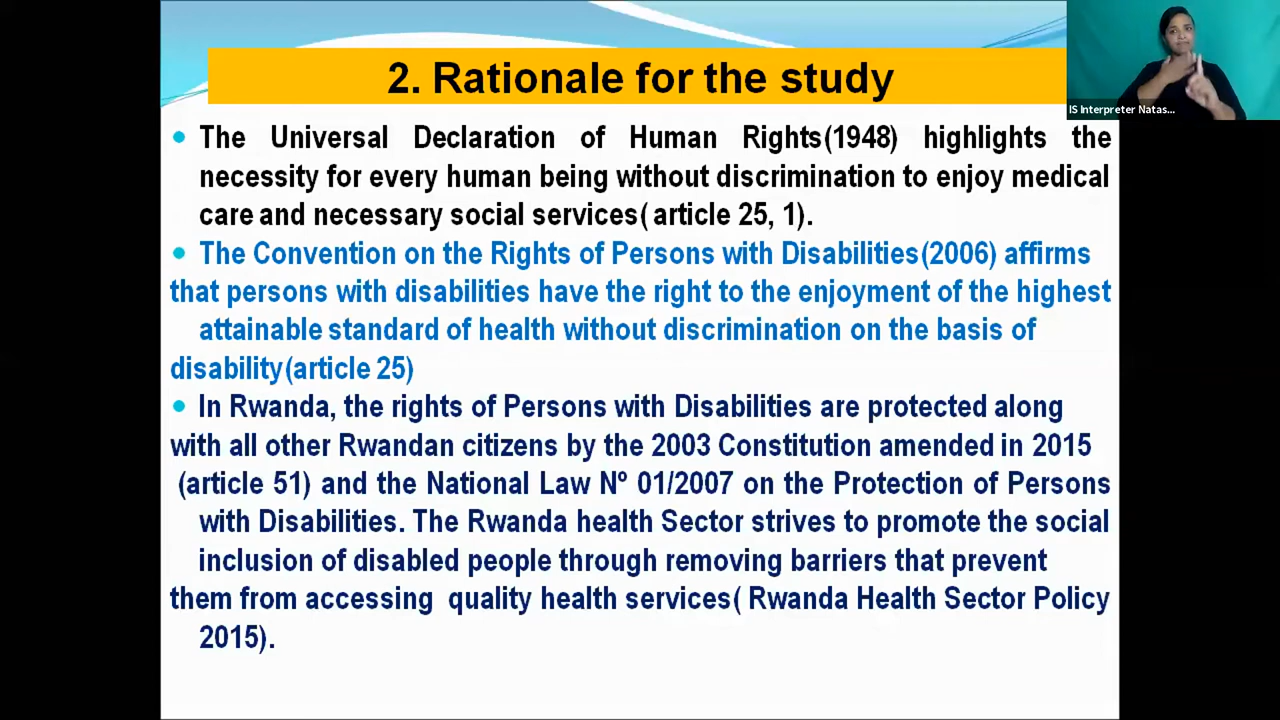 2. Rationale for the study
IS Interpreter Natas...
• The Universal Declaration of Human Rights(1948) highlights the
necessity for every human being without discrimination to enjoy medical
care and necessary social services( article 25, 1).
• The Convention on the Rights of Persons with Disabilities(2006) affirms
that persons with disabilities have the right to the enjoyment of the highest
attainable standard of health without discrimination on the basis of
disability(article 25)
• In Rwanda, the rights of Persons with Disabilities are protected along
with all other Rwandan citizens by the 2003 Constitution amended in 2015
(article 51) and the National Law Nº 01/2007 on the Protection of Persons
with Disabilities. The Rwanda health Sector strives to promote the social
inclusion of disabled people through removing barriers that prevent
them from accessing quality health services( Rwanda Health Sector Policy
2015).